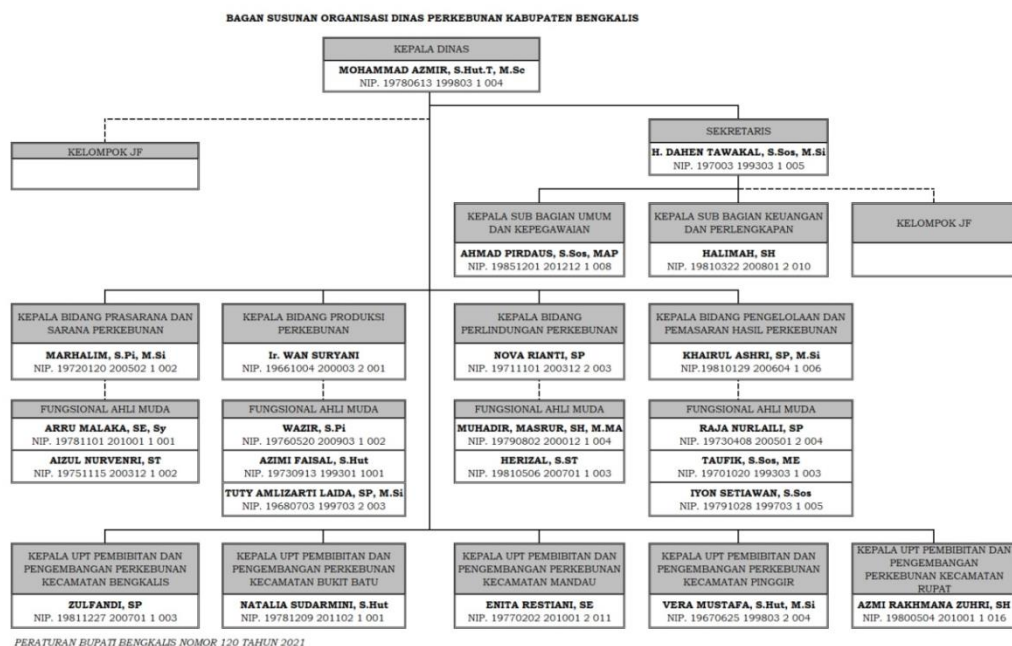 BAGAN SUSUNAN ORGANISASI DINAS PERKEBUNAN KABUPATEN BENGKALIS
KEPALA DINAS
MOHAMMAD AZMIR, S.Hut.T, M.Sc
NIP. 19780613 199803 1 004
SEKRETARIS
H. DAHEN TAWAKAL, S.Sos, M.Si
NIP. 197003 199303 1 005
KELOMPOK JF
KEPALA SUB BAGIAN UMUM
DAN KEPEGAWAIAN
AHMAD PIRDAUS, S.Sos, MAP
NIP. 19851201 201212 1 008
KEPALA SUB BAGIAN KEUANGAN
DAN PERLENGKAPAN
HALIMAH, SH
NIP. 19810322 200801 2 010
KELOMPOK JF
KEPALA BIDANG PRASARANA DAN
SARANA PERKEBUNAN
MARHALIM, S.Pi, M.Si
NIP. 19720120 200502 1 002
KEPALA BIDANG PRODUKSI
PERKEBUNAN
Ir. WAN SURYANI
NIP. 19661004 200003 2 001
KEPALA BIDANG
PERLINDUNGAN PERKEBUNAN
NOVA RIANTI, SP
NIP. 19711101 200312 2 003
KEPALA BIDANG PENGELOLAAN DAN
PEMASARAN HASIL PERKEBUNAN
KHAIRUL ASHRI, SP, M.Si
NIP.19810129 200604 1 006
FUNGSIONAL AHLI MUDA
ARRU MALAKA, SE, Sy
NIP. 19781101 201001 1 001
AIZUL NURVENRI, ST
NIP. 19751115 200312 1 002
FUNGSIONAL AHLI MUDA
WAZIR, S.Pi
NIP. 19760520 200903 1 002
AZIMI FAISAL, S.Hut
NIP. 19730913 199301 1001
TUTY AMLIZARTI LAIDA, SP, M.Si
NIP. 19680703 199703 2 003
FUNGSIONAL AHLI MUDA
MUHADIR, MASRUR, SH, M.MA
NIP. 19790802 200012 1 004
HERIZAL, S.ST
NIP. 19810506 200701 1 003
FUNGSIONAL AHLI MUDA
RAJA NURLAILI, SP
NIP. 19730408 200501 2 004
TAUFIK, S.Sos, ME
NIP. 19701020 199303 1 003
IYON SETIAWAN, S.Sos
NIP. 19791028 199703 1 005
KEPALA UPT PEMBIBITAN DAN
PENGEMBANGAN PERKEBUNAN
KECAMATAN BENGKALIS
ZULFANDI, SP
NIP. 19811227 200701 1 003
KEPALA UPT PEMBIBITAN DAN
PENGEMBANGAN PERKEBUNAN
KECAMATAN BUKIT BATU
NATALIA SUDARMINI, S.Hut
NIP. 19781209 201102 1 001
KEPALA UPT PEMBIBITAN DAN
PENGEMBANGAN PERKEBUNAN
KECAMATAN MANDAU
ENITA RESTIANI, SE
NIP. 19770202 201001 2 011
KEPALA UPT PEMBIBITAN DAN
PENGEMBANGAN PERKEBUNAN
KECAMATAN PINGGIR
VERA MUSTAFA, S.Hut, M.Si
NIP. 19670625 199803 2 004
KEPALA UPT PEMBIBITAN DAN
PENGEMBANGAN
PERKEBUNAN KECAMATAN
RUPAT
AZMI RAKHMANA ZUHRI, SH
NIP. 19800504 201001 1 016
PERATURAN BUPATI BENGKALIS NOMOR 120 TAHUN 2021